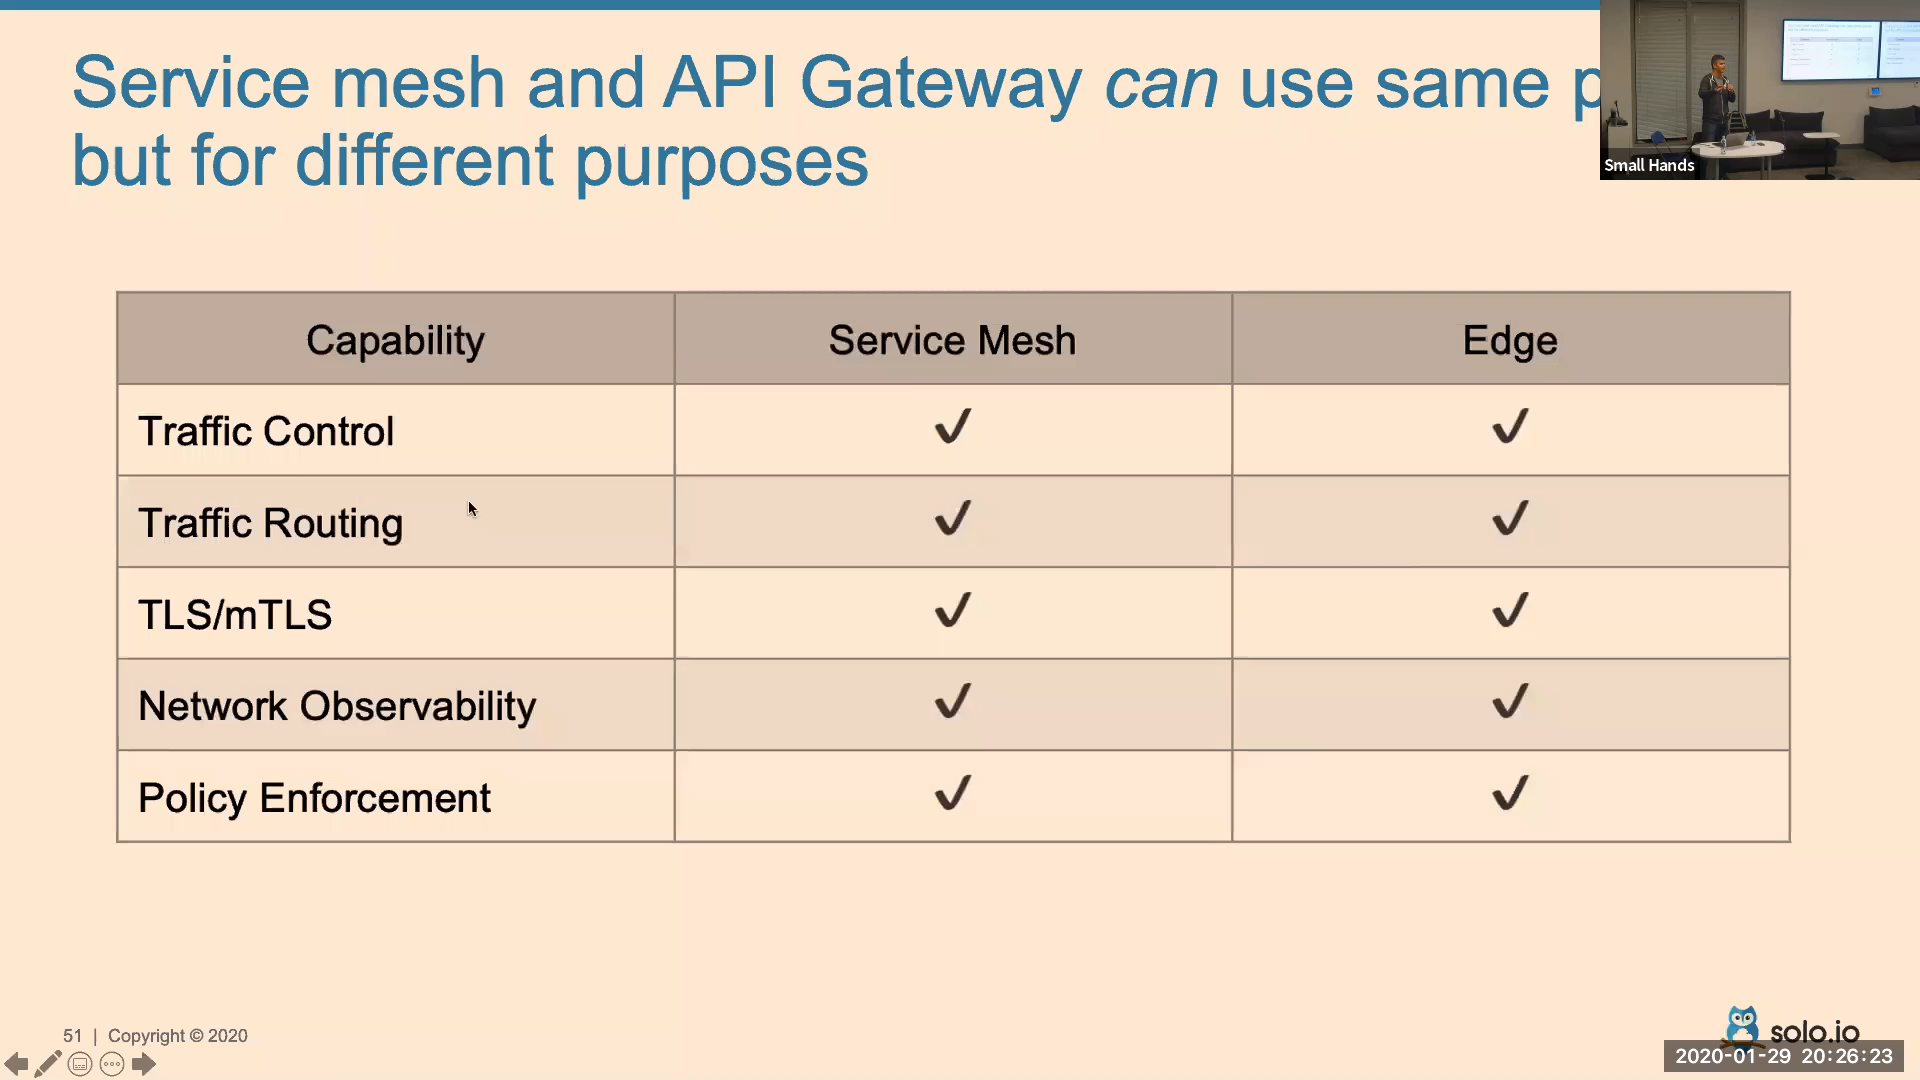 Service mesh and API Gateway can use same
but for different purposes
Small Hands
Capability Service Mesh Edge
Traffic Control ✓ ✓
Traffic Routing ✓ ✓
TLS/mTLS ✓ ✓
Network Observability ✓ ✓
Policy Enforcement ✓ ✓
51 | Copyright © 2020
solo.io
2020-01-29 20:26:23